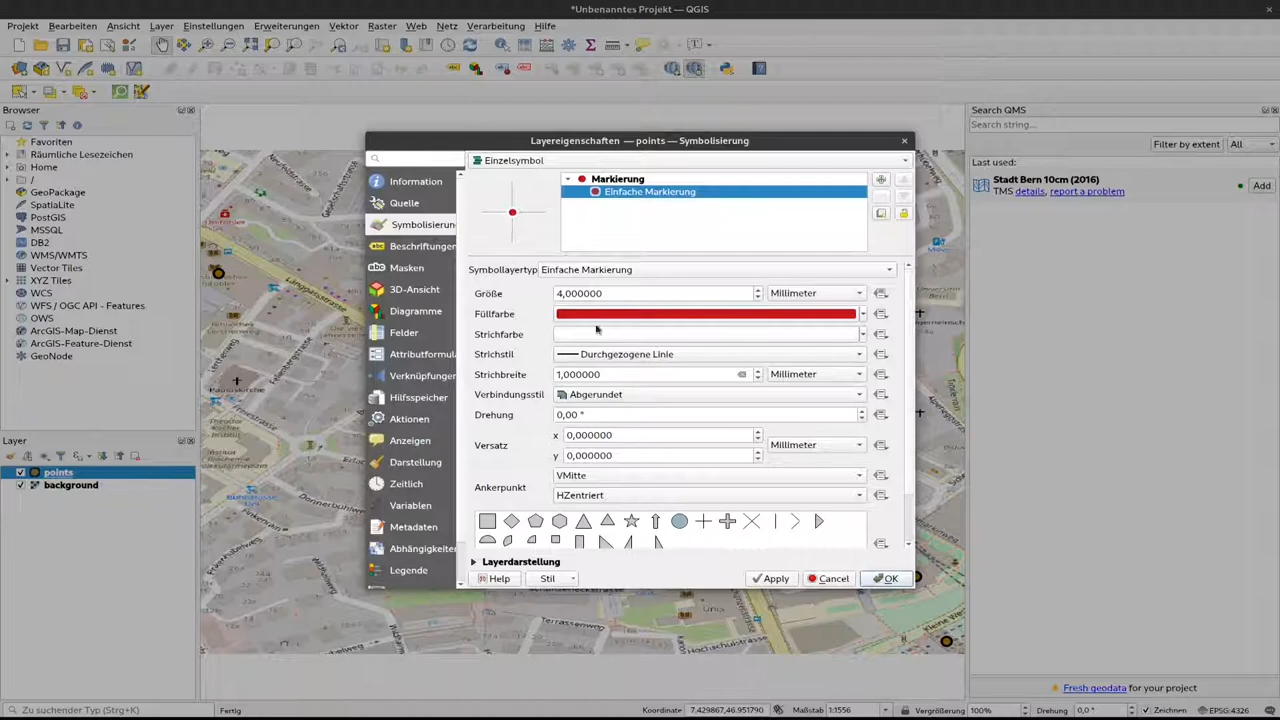 *Unbenanntes Projekt — QGIS
Projekt Bearbeiten Ansicht Layer Einstellungen Erweiterungen Vektor Raster Web Netz Verarbeitung Hilfe
Browser
Favoriten
Räumliche Lesezeichen
Home
/
GeoPackage
SpatiaLite
PostGIS
MSSQL
DB2
WMS/WMTS
Vector Tiles
XYZ Tiles
WCS
WFS / OGC API - Features
OWS
ArcGIS-Map-Dienst
ArcGIS-Feature-Dienst
GeoNode
Layer
points
background
Layereigenschaften — points — Symbolisierung
Information
Quelle
Symbolisierun
Beschriftungen
Masken
3D-Ansicht
Diagramme
Felder
Attributformul
Verknüpfungen
Hilfsspeicher
Aktionen
Anzeigen
Darstellung
Zeitlich
Variablen
Metadaten
Abhängigkeiten
Legende
Einzelsymbol
Markierung
Einfache Markierung
Symbollayertyp Einfache Markierung
Größe 4,000000 Millimeter
Füllfarbe
Strichfarbe
Strichstil Durchgezogene Linie
Strichbreite 1,000000 Millimeter
Verbindungsstil Abgerundet
Drehung 0,00 °
Versatz x 0,000000 Millimeter
y 0,000000
Ankerpunkt VMitte
HZentriert
Layerdarstellung
Help Stil Apply Cancel OK
Search QMS
Search string...
Filter by extent All
Last used:
Stadt Bern 10cm (2012)
TMS details, report a problem
Add
Fresh geodata for your project
Länggassstrasse
Pauluskirche
Terrassenweg
Hochschulstrasse
Unia
Zu suchender Typ (Strg+K) Fertig Koordinate 7.429867,46.951790 Maßstab 1:1556 Vergrößerung 100% Drehung 0,0 ° Zeichnen EPSG:4326